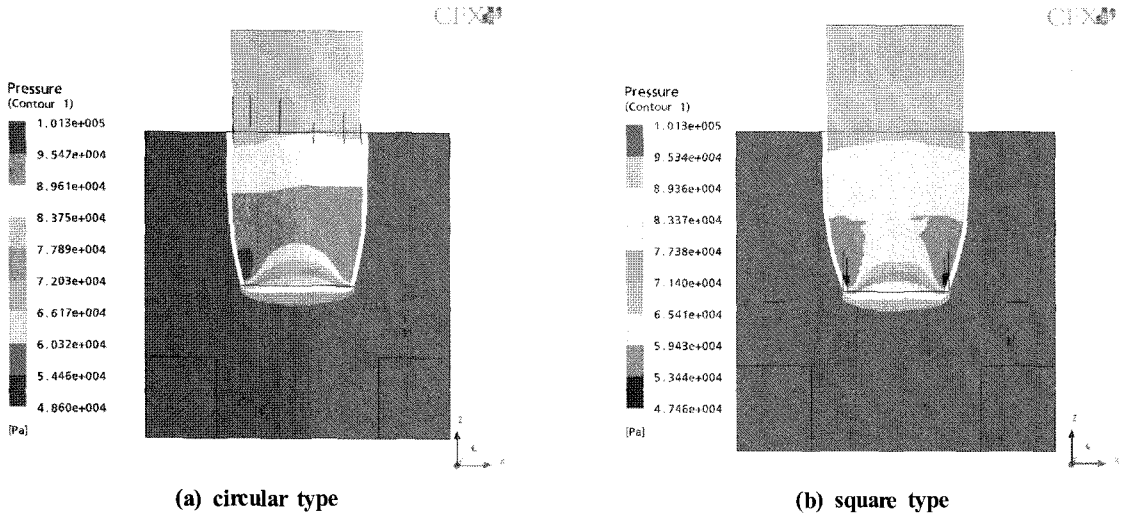 CFX
Pressure
(Contour 1)
1.013e+005
9.547e+004
8.961e+004
8.375e+004
7.789e+004
7.203e+004
6.617e+004
6.032e+004
5.446e+004
4.860e+004
[Pa]
z
x
(a) circular type
CFX
Pressure
(Contour 1)
1.013e+005
9.534e+004
8.936e+004
8.337e+004
7.738e+004
7.140e+004
6.541e+004
5.943e+004
5.344e+004
4.746e+004
[Pa]
z
x
(b) square type